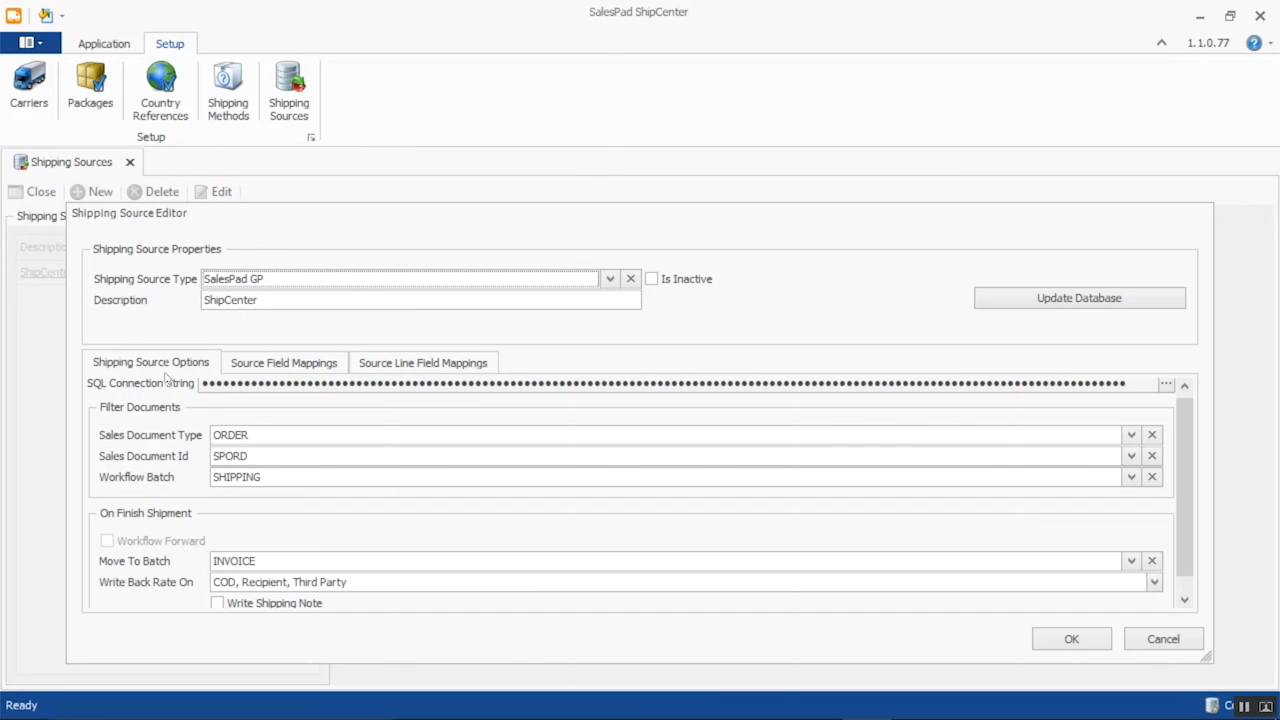 SalesPad ShipCenter
Application Setup
1.1.0.77
Carriers
Packages
Country References
Shipping Methods
Shipping Sources
Setup
Shipping Sources
Close New Delete Edit
Shipping S
Descriptio
ShipCente
Shipping Source Editor
Shipping Source Properties
Shipping Source Type SalesPad GP Is Inactive
Description ShipCenter
Update Database
Shipping Source Options Source Field Mappings Source Line Field Mappings
SQL Connection String
Filter Documents
Sales Document Type ORDER
Sales Document Id SPORD
Workflow Batch SHIPPING
On Finish Shipment
Workflow Forward
Move To Batch INVOICE
Write Back Rate On COD, Recipient, Third Party
Write Shipping Note
OK Cancel
Ready